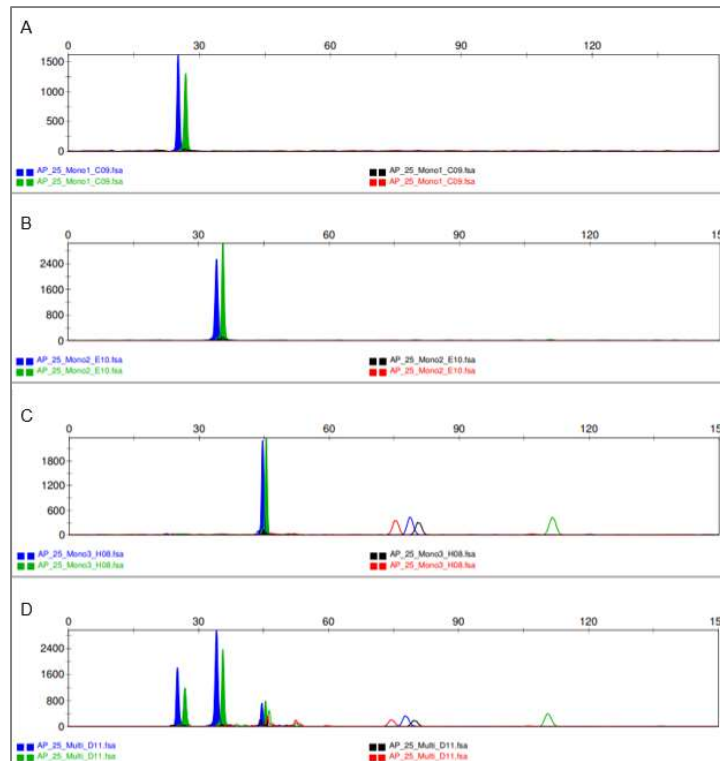 A
0 30 60 90 120
1500
1000
500
0
AP_25_Mono1_C09.fsa AP_25_Mono1_C09.fsa
AP_25_Mono1_C09.fsa AP_25_Mono1_C09.fsa
B
0 30 60 90 120 15
2400
1600
800
0
AP_25_Mono2_E10.fsa AP_25_Mono2_E10.fsa
AP_25_Mono2_E10.fsa AP_25_Mono2_E10.fsa
C
0 30 60 90 120 15
1800
1200
600
0
AP_25_Mono3_H08.fsa AP_25_Mono3_H08.fsa
AP_25_Mono3_H08.fsa AP_25_Mono3_H08.fsa
D
0 30 60 90 120 15
2400
1600
800
0
AP_25_Multi_D11.fsa AP_25_Multi_D11.fsa
AP_25_Multi_D11.fsa AP_25_Multi_D11.fsa